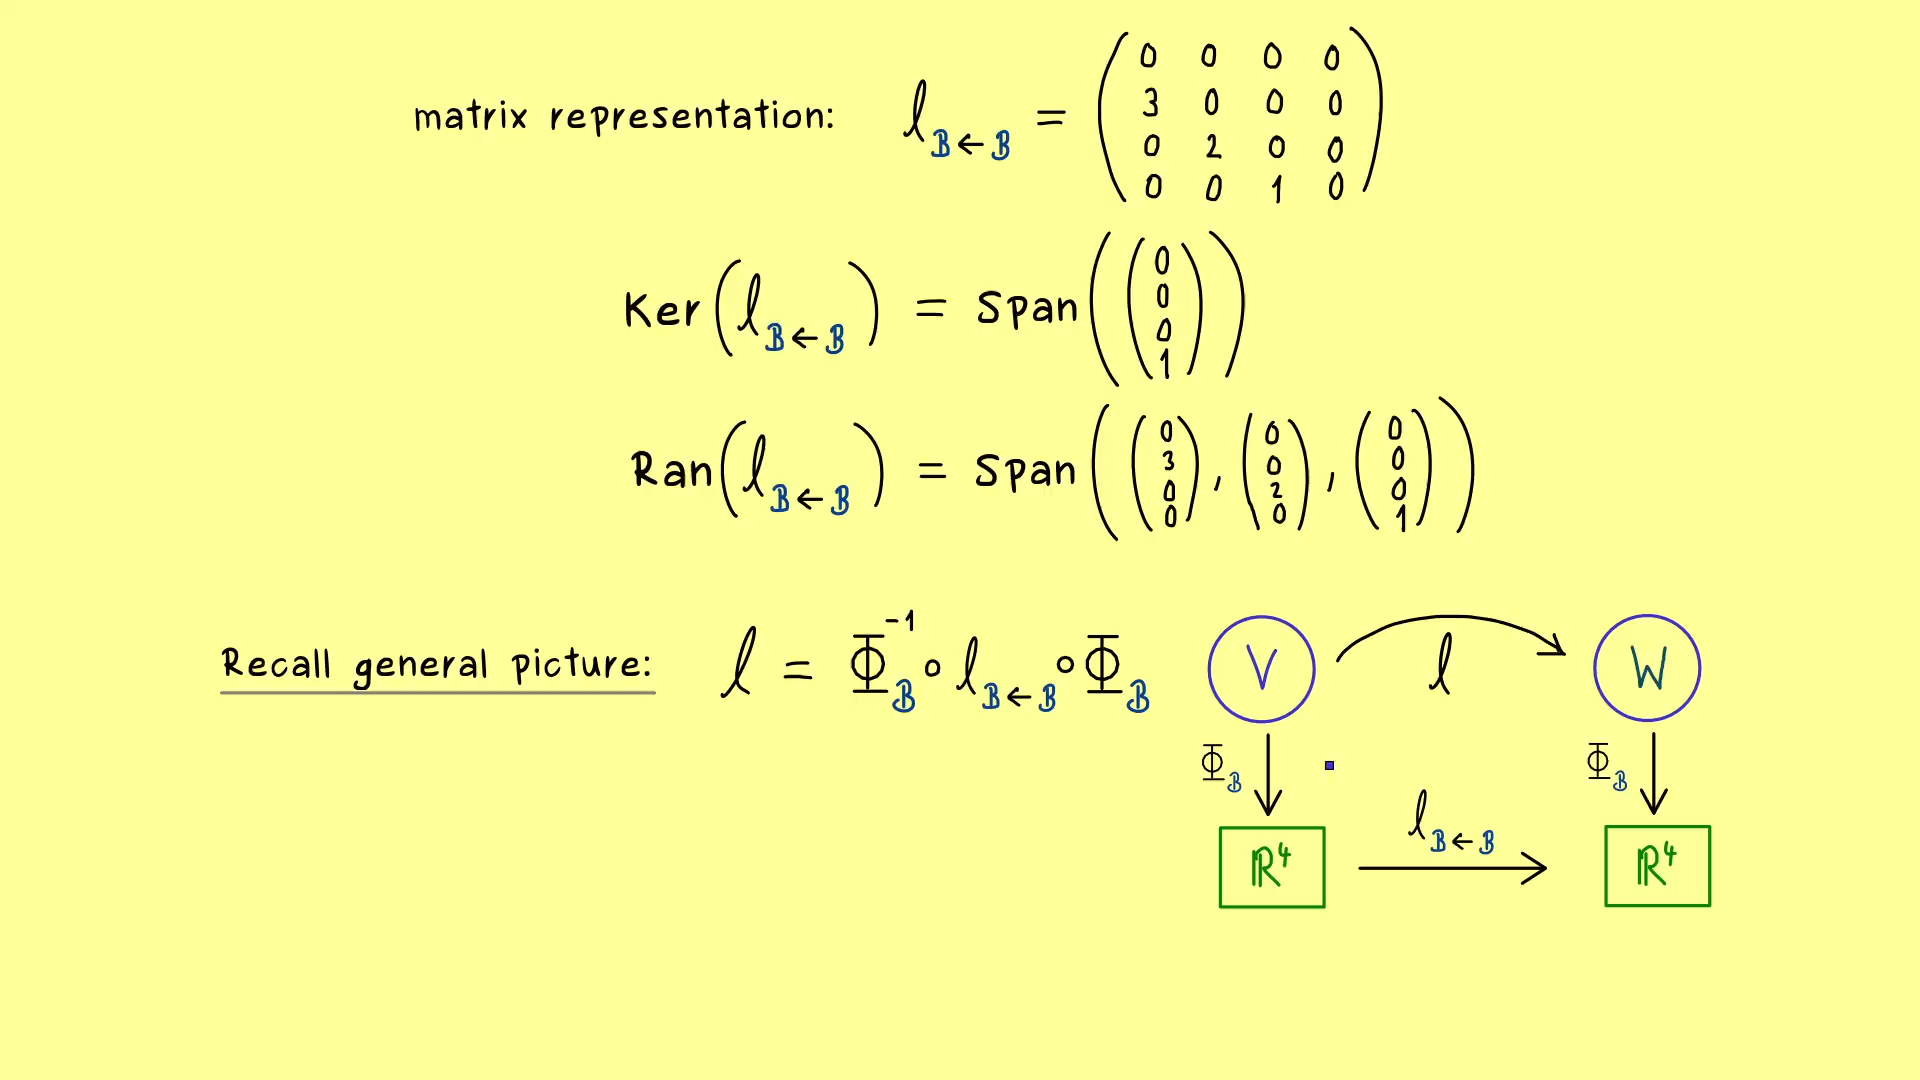 matrix representation: ℓ_{B←B} = ( 0 0 0 0
3 0 0 0
0 2 0 0
0 0 1 0 )
Ker( ℓ_{B←B} ) = Span( ( 0 0 0 1 ) )
Ran( ℓ_{B←B} ) = Span( ( 0 3 0 0 ) , ( 0 0 2 0 ) , ( 0 0 0 1 ) )
Recall general picture: ℓ = Φ_B^{-1} ∘ ℓ_{B←B} ∘ Φ_B
V ℓ W
Φ_B Φ_B
ℓ_{B←B}
ℝ⁴ ℝ⁴